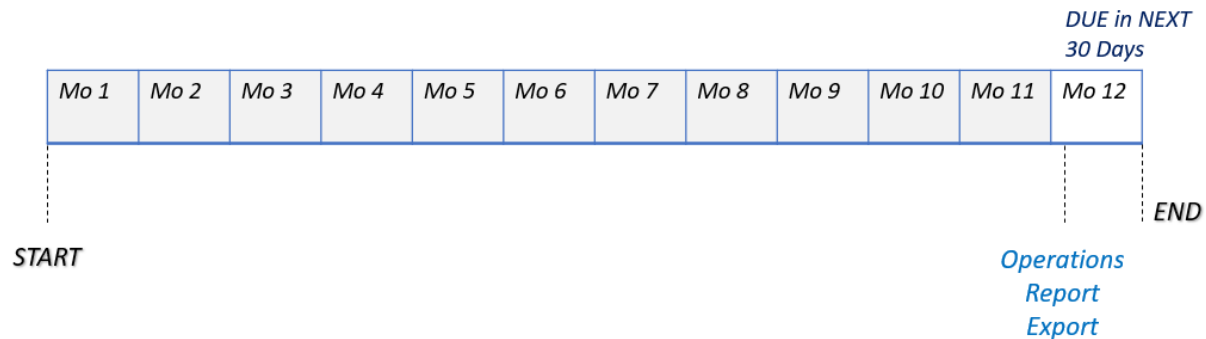 DUE in NEXT
30 Days
Mo 1 Mo 2 Mo 3 Mo 4 Mo 5 Mo 6 Mo 7 Mo 8 Mo 9 Mo 10 Mo 11 Mo 12
END
START
Operations
Report
Export